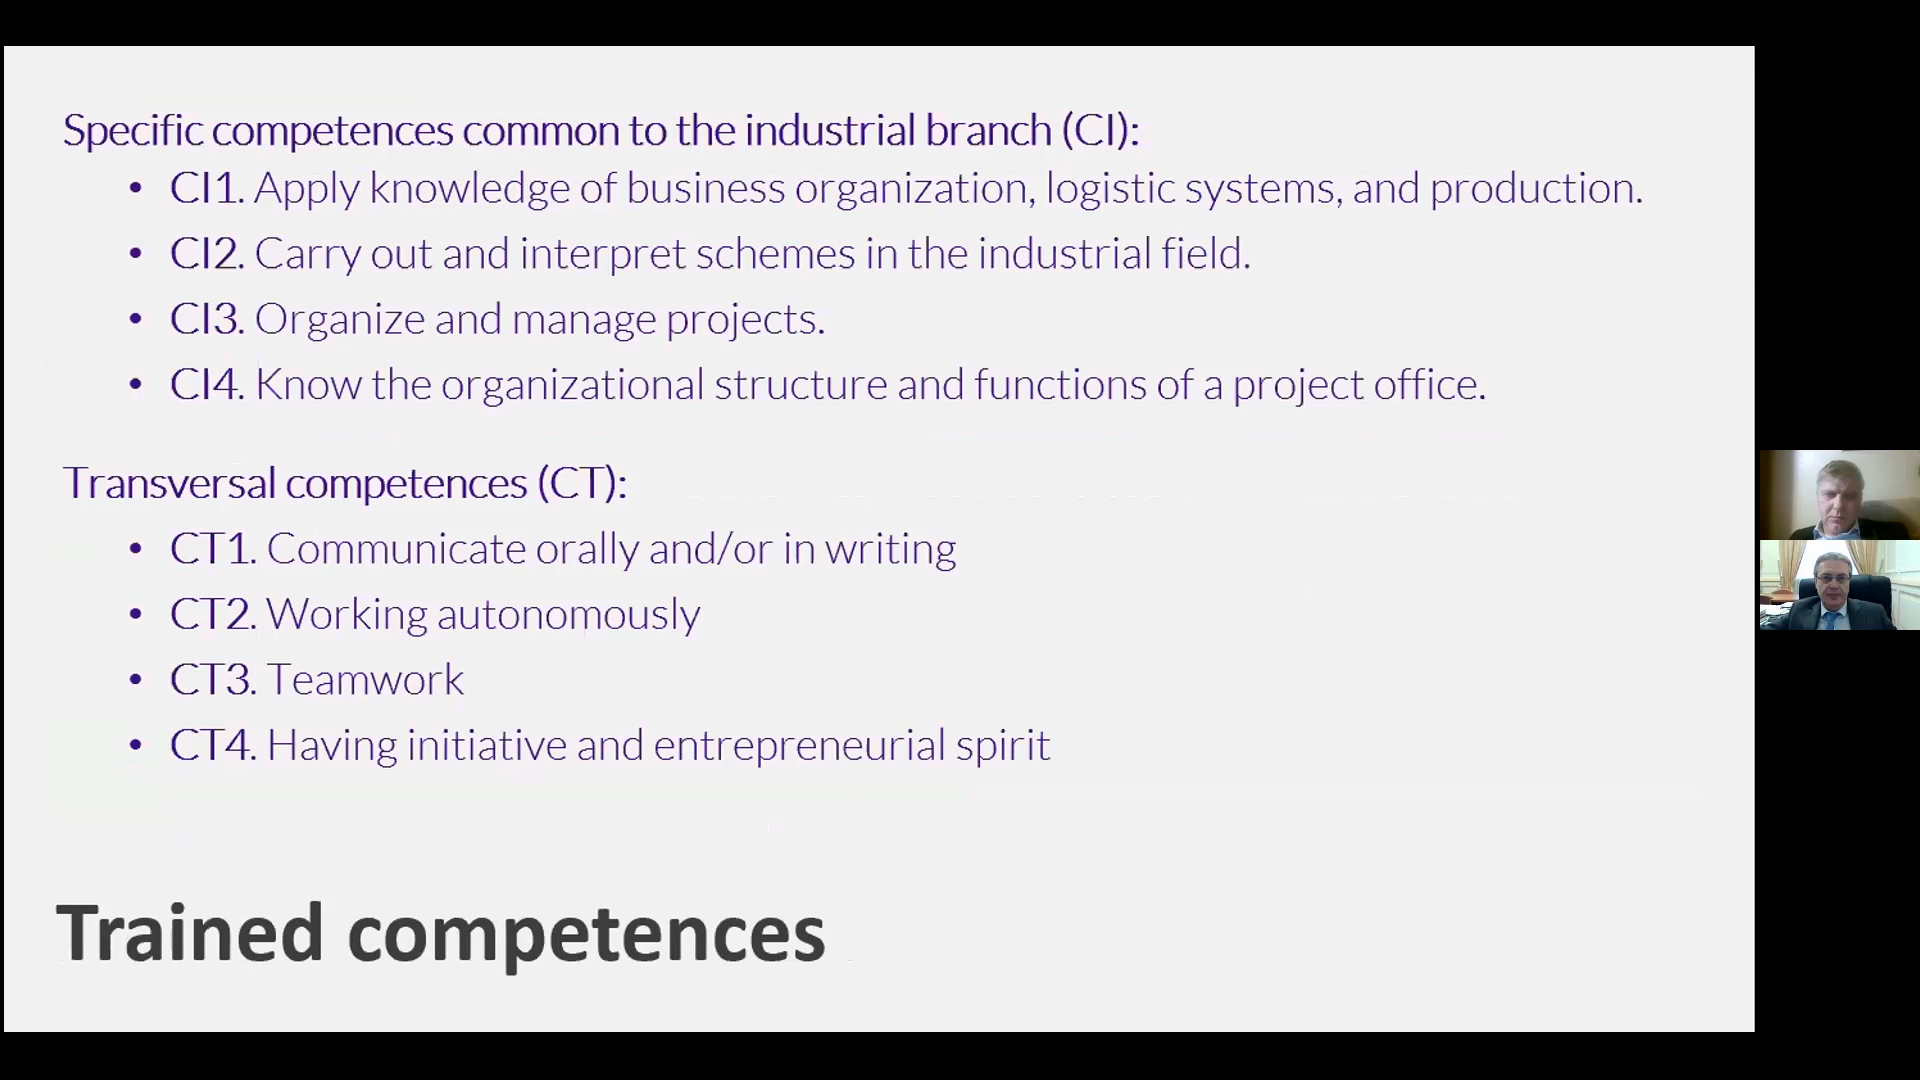 Specific competences common to the industrial branch (CI):
• CI1. Apply knowledge of business organization, logistic systems, and production.
• CI2. Carry out and interpret schemes in the industrial field.
• CI3. Organize and manage projects.
• CI4. Know the organizational structure and functions of a project office.
Transversal competences (CT):
• CT1. Communicate orally and/or in writing
• CT2. Working autonomously
• CT3. Teamwork
• CT4. Having initiative and entrepreneurial spirit
Trained competences